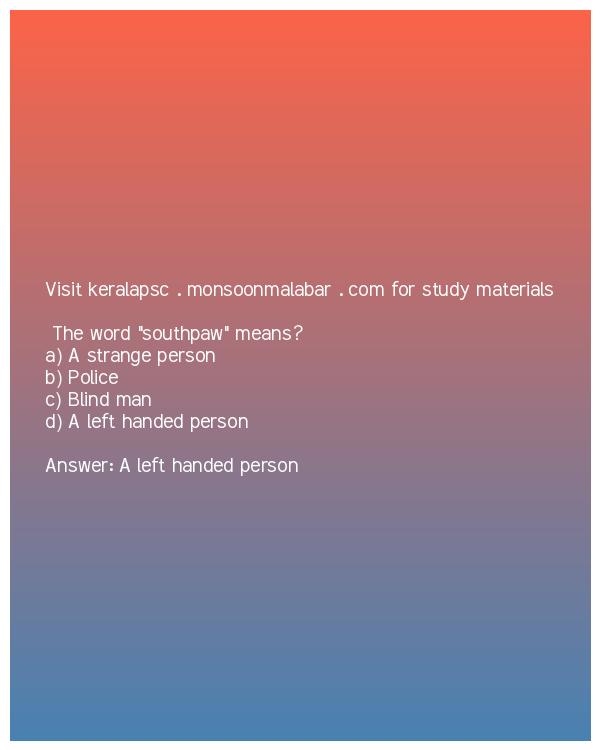 Visit keralapsc . monsoonmalabar . com for study materials
The word "southpaw" means?
a) A strange person
b) Police
c) Blind man
d) A left handed person
Answer: A left handed person